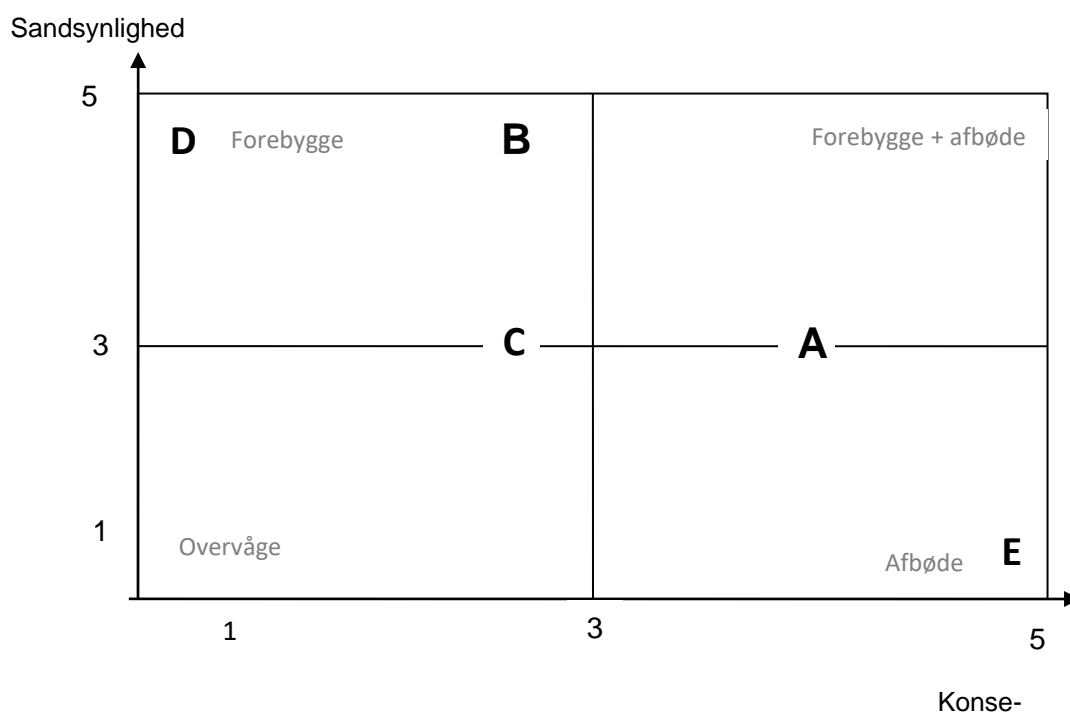 Sandsynlighed
5
D Forebygge B Forebygge + afbøde
3 C A
1
Overvåge Afbøde E
1 3 5
Konse-